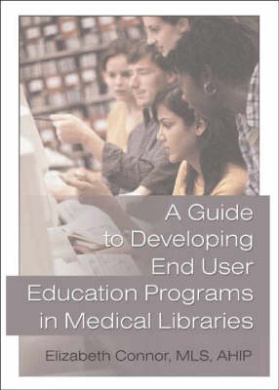 A Guide
to Developing
End User
Education Programs
in Medical Libraries
Elizabeth Connor, MLS, AHIP